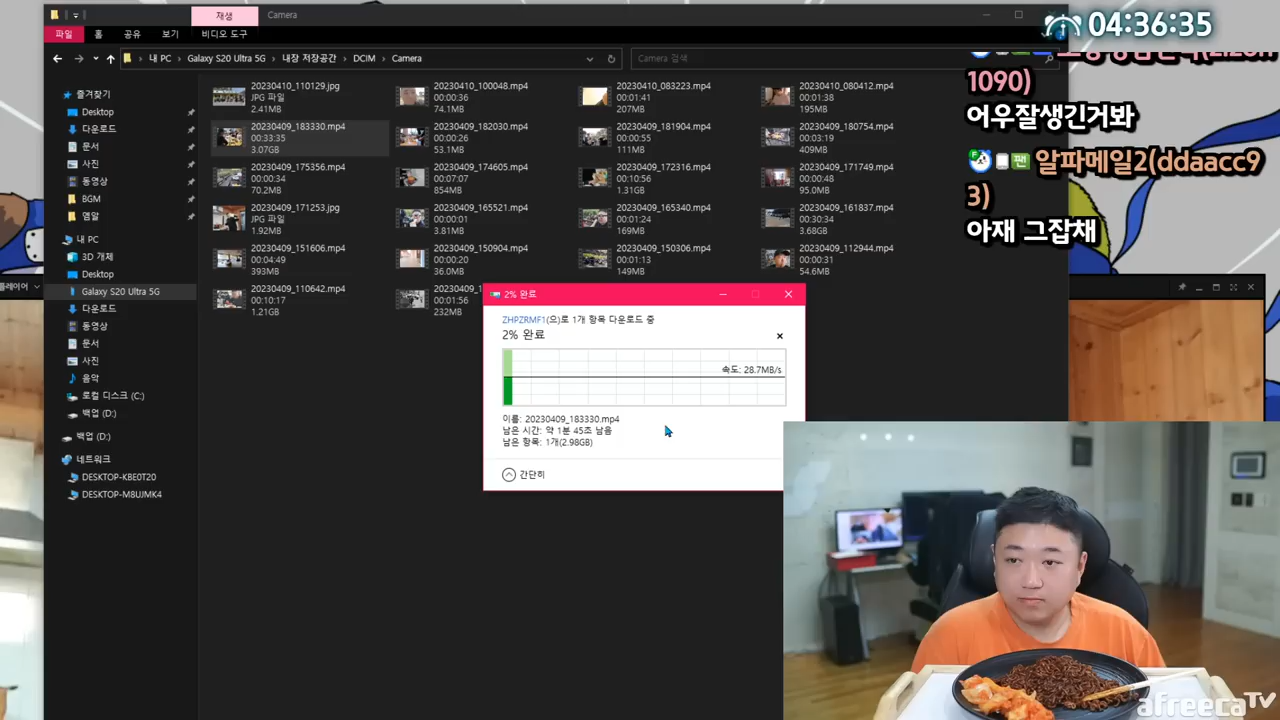 재생
Camera
파일
홈
공유
보기
비디오 도구
내 PC
Galaxy S20 Ultra 5G
내장 저장공간
DCIM
Camera
Camera 검색
즐겨찾기
Desktop
다운로드
문서
사진
동영상
BGM
앰알
내 PC
3D 개체
Desktop
Galaxy S20 Ultra 5G
다운로드
동영상
문서
사진
음악
로컬 디스크 (C:)
백업 (D:)
백업 (D:)
네트워크
DESKTOP-KBE0T20
DESKTOP-M8UJMK4
20230410_110129.jpg
JPG 파일
2.41MB
20230410_100048.mp4
00:00:36
74.1MB
20230410_083223.mp4
00:01:41
207MB
20230410_080412.mp4
00:01:38
195MB
20230409_183330.mp4
00:33:35
3.07GB
20230409_182030.mp4
00:00:26
53.1MB
20230409_181904.mp4
00:00:55
111MB
20230409_180754.mp4
00:03:19
409MB
20230409_175356.mp4
00:00:34
70.2MB
20230409_174605.mp4
00:07:07
854MB
20230409_172316.mp4
00:10:56
1.31GB
20230409_171749.mp4
00:00:48
95.0MB
20230409_171253.jpg
JPG 파일
1.92MB
20230409_165521.mp4
00:00:01
3.81MB
20230409_165340.mp4
00:01:24
169MB
20230409_161837.mp4
00:30:34
3.68GB
20230409_151606.mp4
00:04:49
393MB
20230409_150904.mp4
00:00:20
36.0MB
20230409_150306.mp4
00:01:13
149MB
20230409_112944.mp4
00:00:31
54.6MB
20230409_110642.mp4
00:10:17
1.21GB
00:01:56
232MB
2% 완료
ZHPZRMF1(으)로 1개 항목 다운로드 중
2% 완료
속도: 28.7MB/s
이름: 20230409_183330.mp4
남은 시간: 약 1분 45초 남음
남은 항목: 1개(2.98GB)
간단히
04:36:35
1090)
어우잘생긴거봐
팬 알파메일2(ddaacc9
3)
아재 그잡채
플레이어
afreecaTV